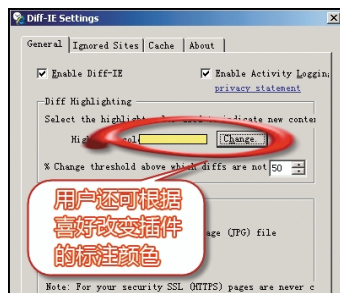 Diff-IE Settings
General Ignored Sites Cache About
Enable Diff-IE Enable Activity Loggin
privacy statement
Diff Highlighting
Select the highlight indicate new conte
Change.
% Change threshold above which diffs are not 50
用户还可根据
喜好改变插件
的标注颜色
age (JPG) file
Note: For your security SSL (HTTPS) pages are never c